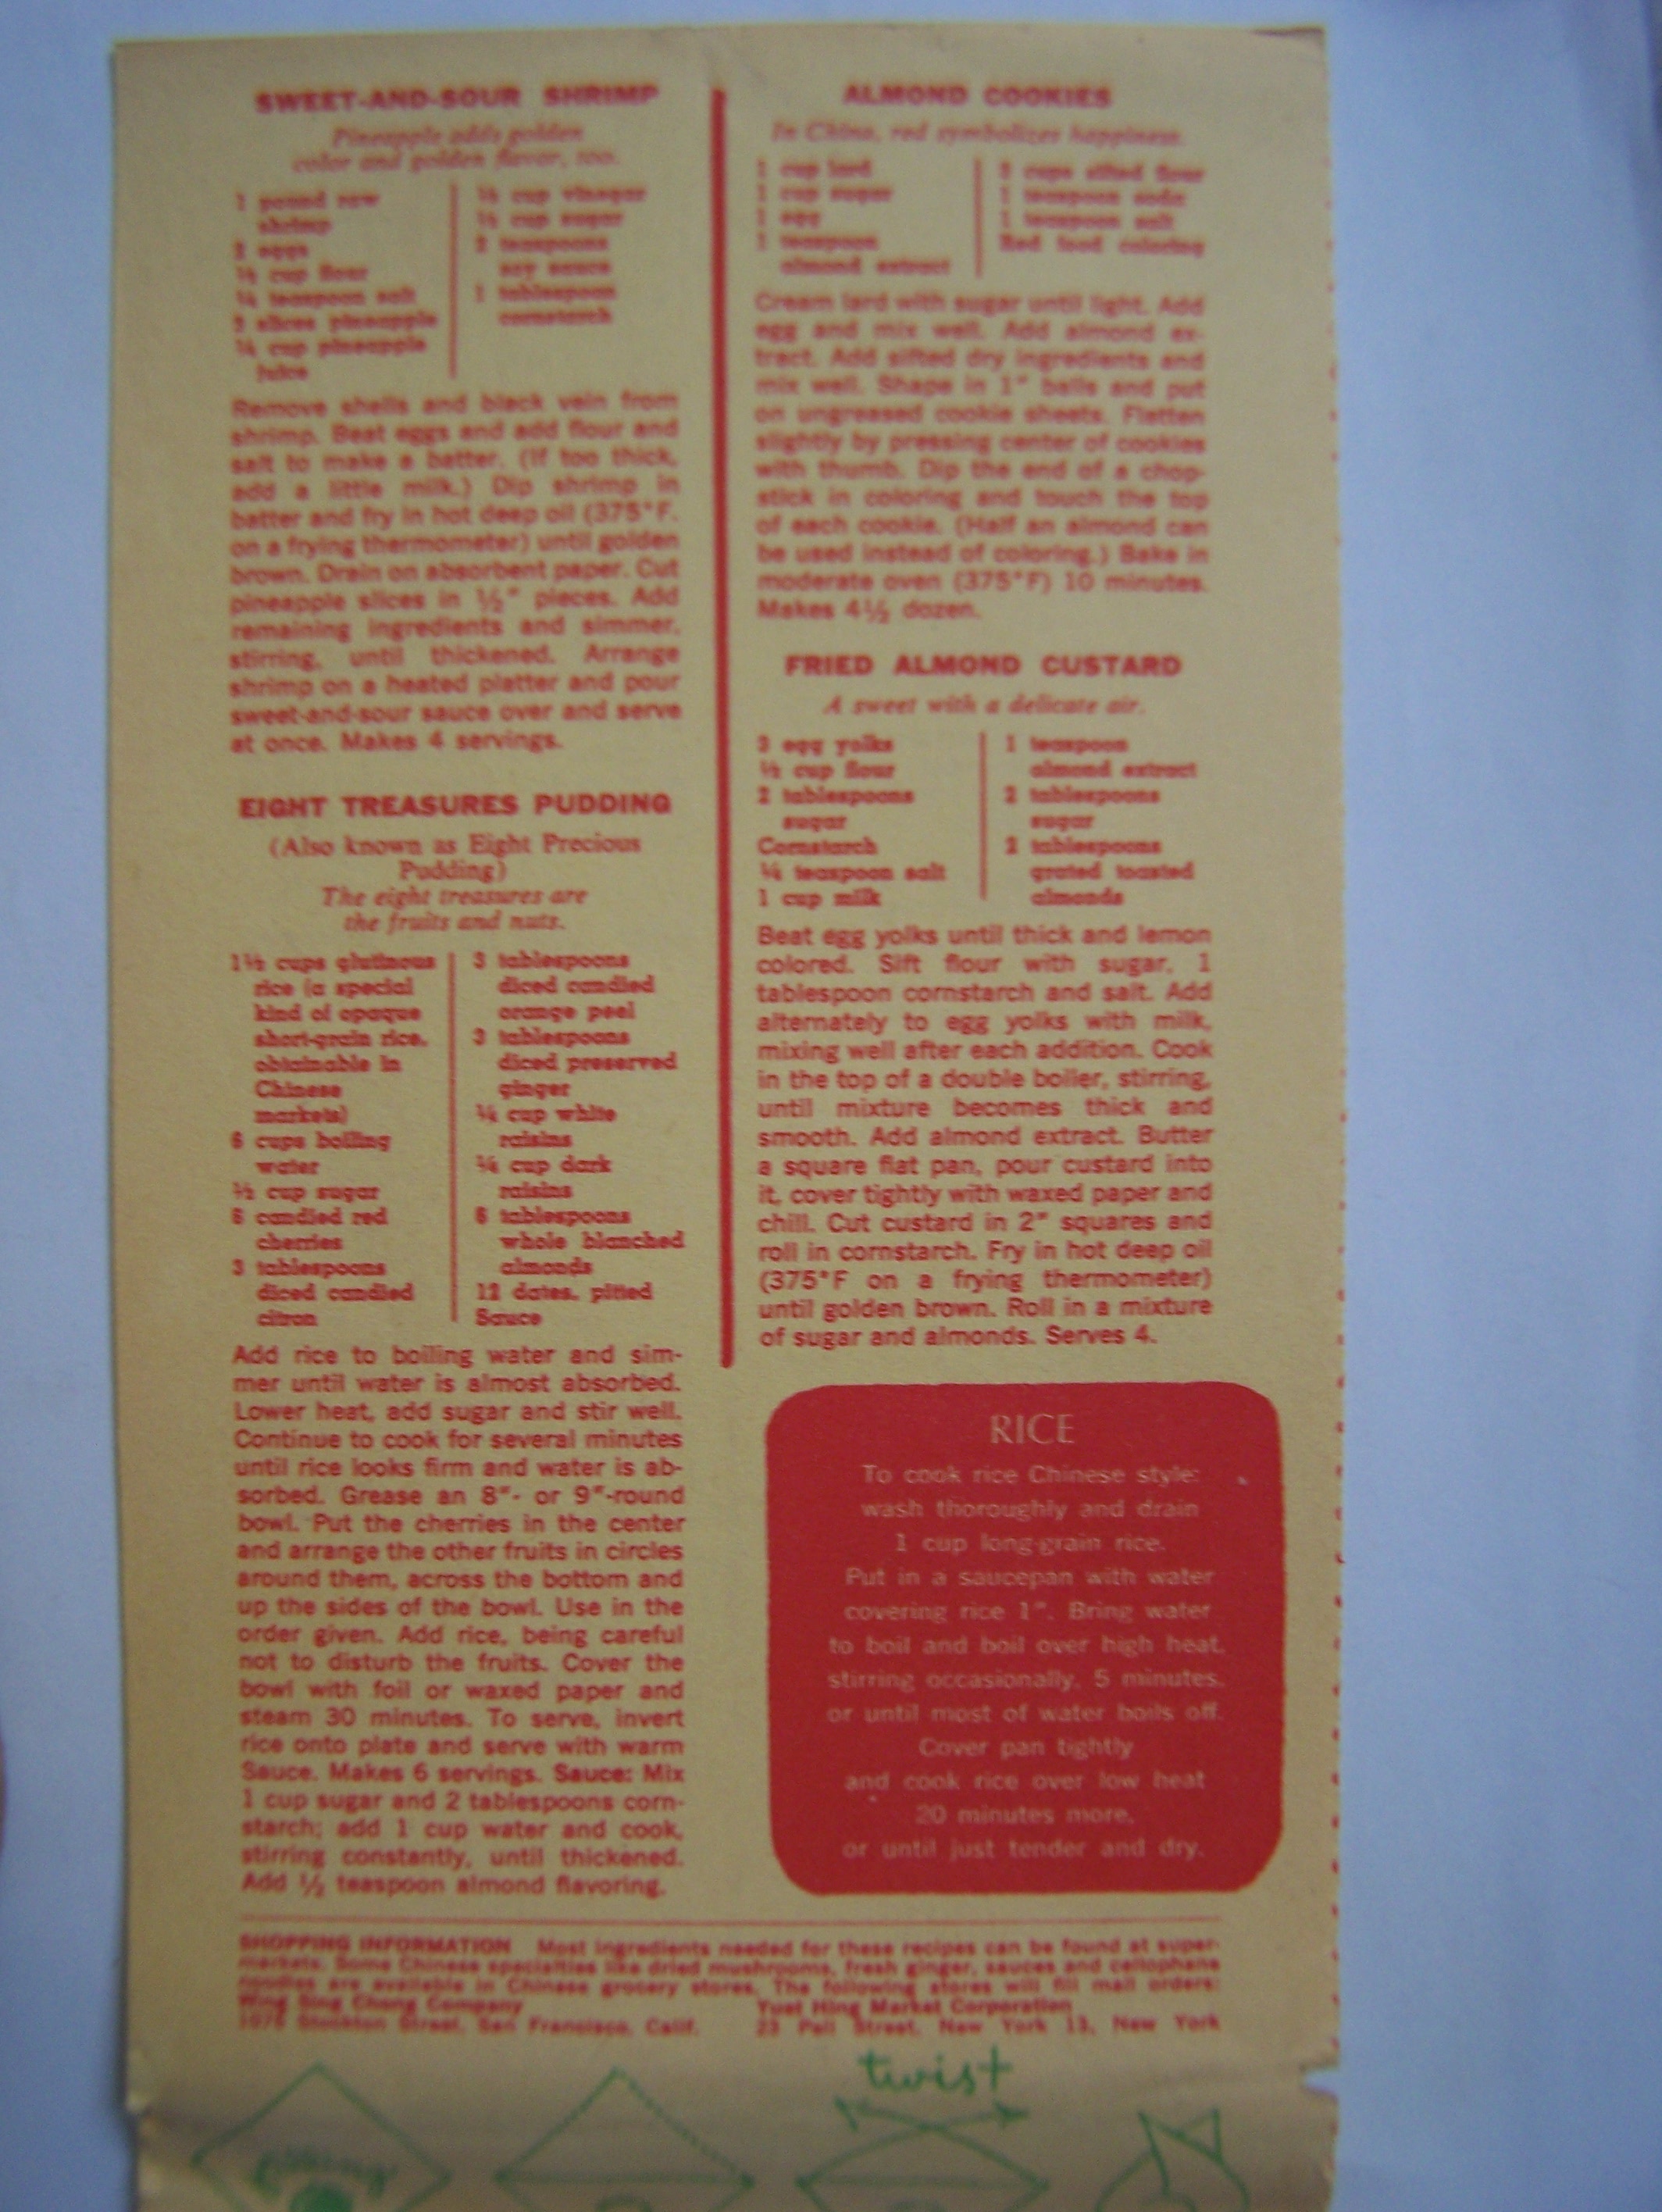 SWEET-AND-SOUR SHRIMP
Pineapple adds golden
color and golden flavor, too.
1 pound raw
shrimp
2 eggs
½ cup flour
¼ teaspoon salt
slices pineapple
¼ cup pineapple
juice
cup vinegar
cup sugar
2 teaspoons
soy sauce
1 tablespoon
cornstarch
Remove shells and black vein from
shrimp. Beat eggs and add flour and
salt to make a batter. (If too thick,
add a little milk.) Dip shrimp in
batter and fry in hot deep oil (375°F.
on a frying thermometer) until golden
brown. Drain on absorbent paper. Cut
pineapple slices in ½" pieces. Add
remaining ingredients and simmer,
stirring, until thickened. Arrange
shrimp on a heated platter and pour
sweet-and-sour sauce over and serve
at once. Makes 4 servings.
EIGHT TREASURES PUDDING
(Also known as Eight Precious
Pudding)
The eight treasures are
the fruits and nuts.
1½ cups glutinous
rice (a special
kind of opaque
short-grain rice,
obtainable in
Chinese
markets)
6 cups boiling
water
½ cup sugar
candied red
cherries
3 tablespoons
diced candied
citron
3 tablespoons
diced candied
orange peel
3 tablespoons
diced preserved
ginger
¼ cup white
raisins
¼ cup dark
raisins
6 tablespoons
whole blanched
almonds
12 dates, pitted
Sauce
Add rice to boiling water and sim-
mer until water is almost absorbed.
Lower heat, add sugar and stir well.
Continue to cook for several minutes
until rice looks firm and water is ab-
sorbed. Grease an 8"- or 9"-round
bowl. Put the cherries in the center
and arrange the other fruits in circles
around them, across the bottom and
up the sides of the bowl. Use in the
order given. Add rice, being careful
not to disturb the fruits. Cover the
bowl with foil or waxed paper and
steam 30 minutes. To serve, invert
rice onto plate and serve with warm
Sauce. Makes 6 servings. Sauce: Mix
1 cup sugar and 2 tablespoons corn-
starch; add 1 cup water and cook,
stirring constantly, until thickened.
Add ½ teaspoon almond flavoring.
ALMOND COOKIES
In China, red symbolizes happiness.
1 cup lard
1 cup sugar
1 egg
1 teaspoon
almond extract
cups sifted flour
1 teaspoon soda
1 teaspoon salt
Red food coloring
Cream lard with sugar until light. Add
egg and mix well. Add almond ex-
tract. Add sifted dry ingredients and
mix well. Shape in 1" balls and put
on ungreased cookie sheets. Flatten
slightly by pressing center of cookies
with thumb. Dip the end of a chop-
stick in coloring and touch the top
of each cookie. (Half an almond can
be used instead of coloring.) Bake in
moderate oven (375°F) 10 minutes.
Makes 4½ dozen.
FRIED ALMOND CUSTARD
A sweet with a delicate air.
3 egg yolks
½ cup flour
2 tablespoons
sugar
Cornstarch
¼ teaspoon salt
1 cup milk
1 teaspoon
almond extract
2 tablespoons
sugar
2 tablespoons
grated toasted
almonds
Beat egg yolks until thick and lemon
colored. Sift flour with sugar, 1
tablespoon cornstarch and salt. Add
alternately to egg yolks with milk,
mixing well after each addition. Cook
in the top of a double boiler, stirring,
until mixture becomes thick and
smooth. Add almond extract. Butter
a square flat pan, pour custard into
it, cover tightly with waxed paper and
chill. Cut custard in 2" squares and
roll in cornstarch. Fry in hot deep oil
(375°F on a frying thermometer)
until golden brown. Roll in a mixture
of sugar and almonds. Serves 4.
RICE
To cook rice Chinese style:
wash thoroughly and drain
1 cup long-grain rice.
Put in a saucepan with water
covering rice 1". Bring water
to boil and boil over high heat,
stirring occasionally, 5 minutes,
or until most of water boils off.
Cover pan tightly
and cook rice over low heat
20 minutes more,
or until just tender and dry.
SHOPPING INFORMATION Most ingredients needed for these recipes can be found at super-
markets. Some Chinese specialties like dried mushrooms, fresh ginger, sauces and cellophane
noodles are available in Chinese grocery stores. The following stores will fill mail orders:
Wing Sing Chong Company
Stockton Street, San Francisco, Calif.
Yuet Hing Market Corporation
23 Pell Street, New York 13, New York
twist